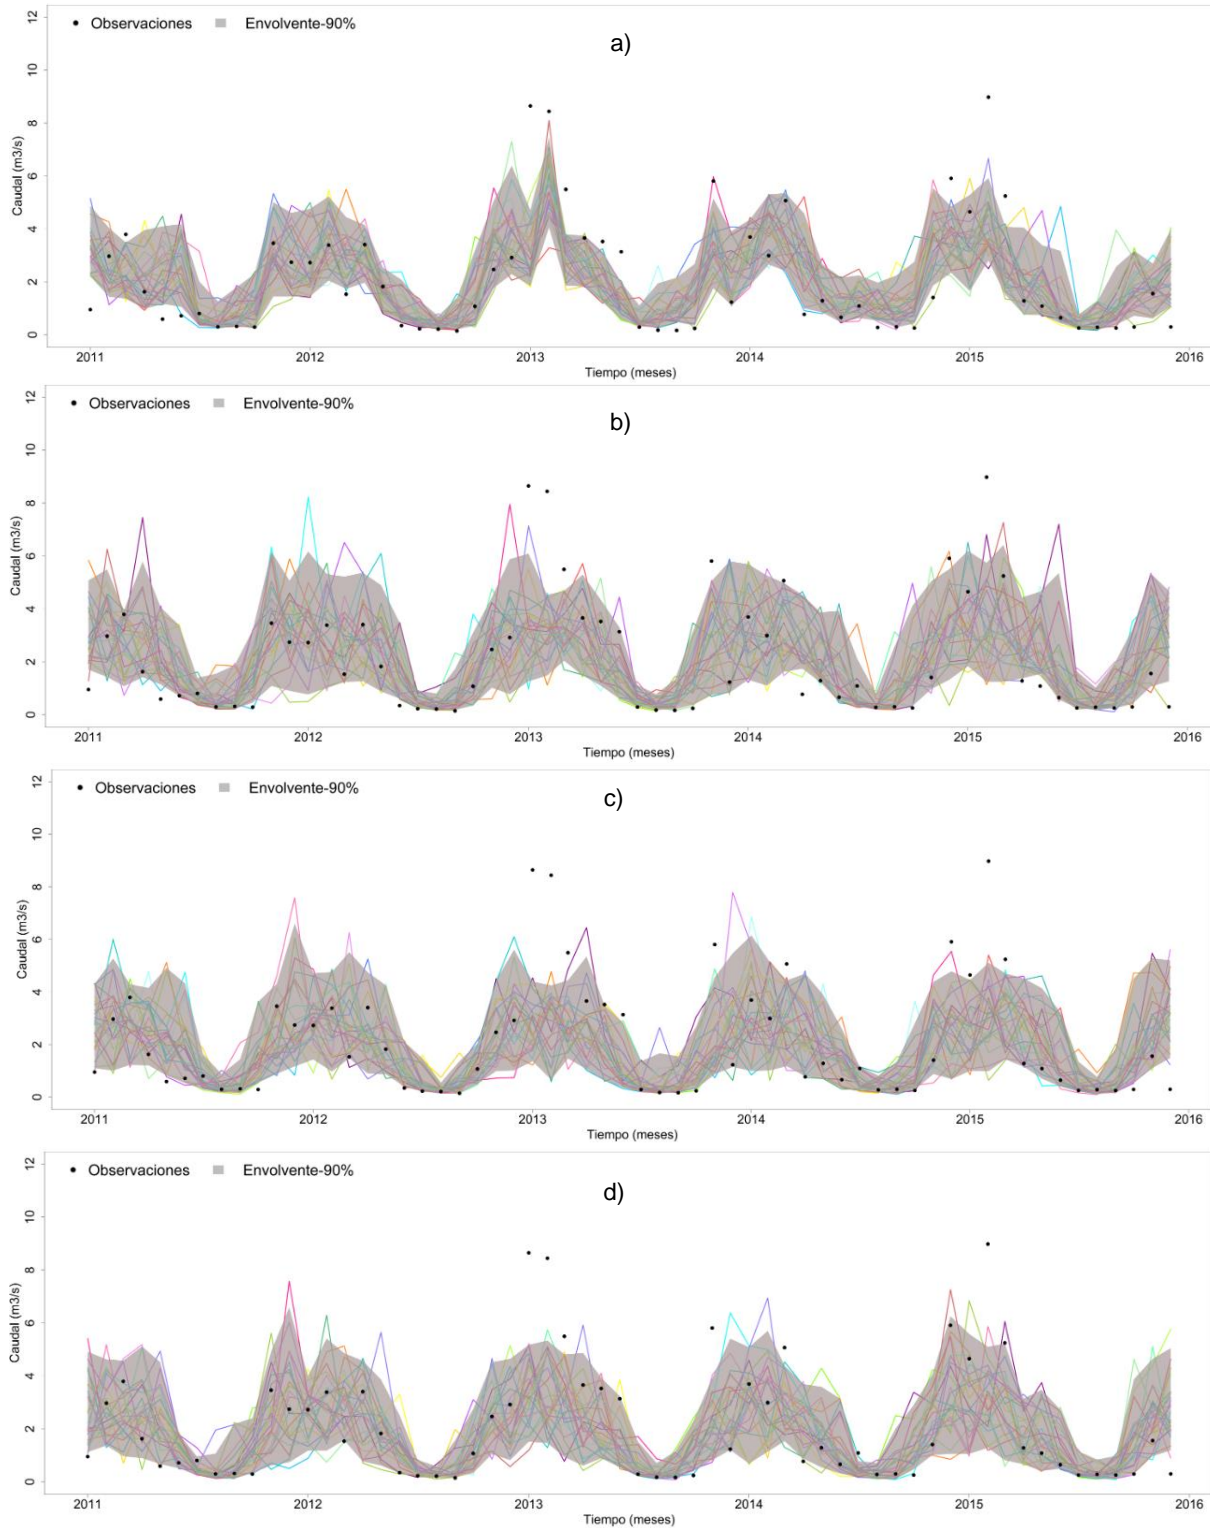 Observaciones Envolvente-90%
a)
Caudal (m3/s)
12
10
8
6
4
2
0
2011 2012 2013 2014 2015 2016
Tiempo (meses)
Observaciones Envolvente-90%
b)
Caudal (m3/s)
12
10
8
6
4
2
0
2011 2012 2013 2014 2015 2016
Tiempo (meses)
Observaciones Envolvente-90%
c)
Caudal (m3/s)
12
10
8
6
4
2
0
2011 2012 2013 2014 2015 2016
Tiempo (meses)
Observaciones Envolvente-90%
d)
Caudal (m3/s)
12
10
8
6
4
2
0
2011 2012 2013 2014 2015 2016
Tiempo (meses)